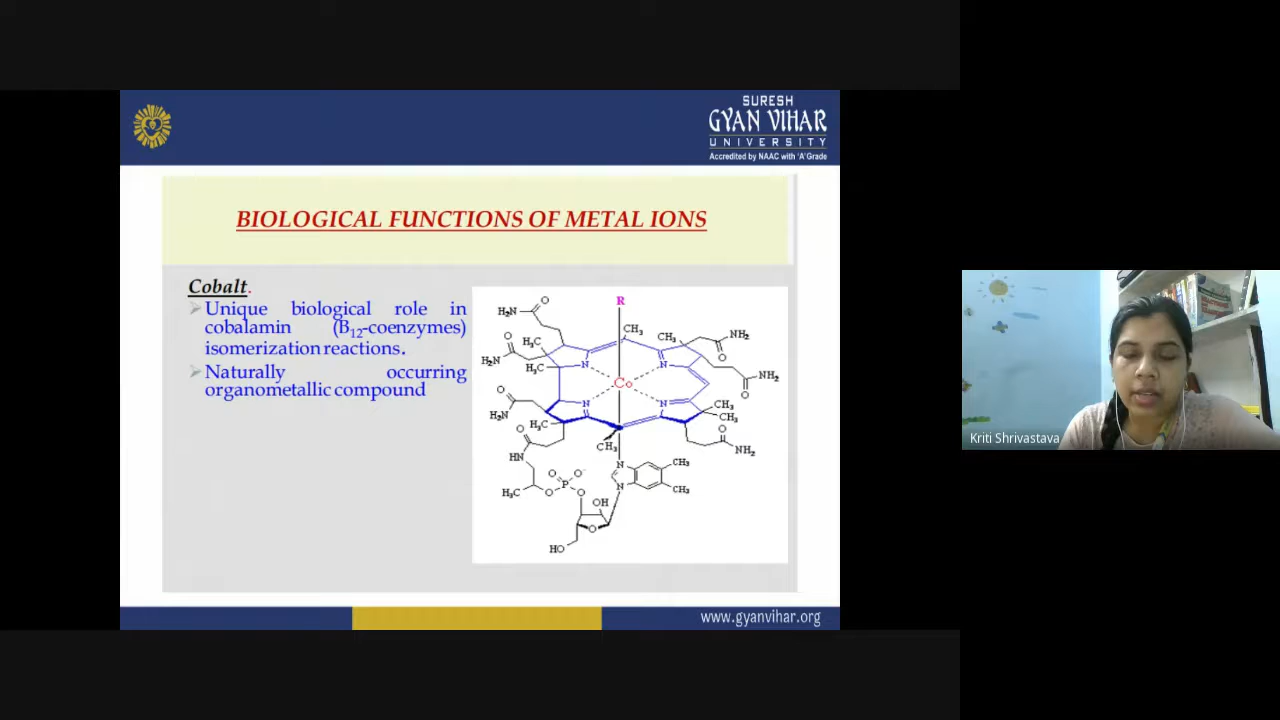 SURESH
GYAN VIHAR
UNIVERSITY
Accredited by NAAC with 'A' Grade
BIOLOGICAL FUNCTIONS OF METAL IONS
Cobalt.
Unique biological role in
cobalamin (B12-coenzymes)
isomerization reactions.
Naturally occurring
organometallic compound
R
H2N
O
CH3
CH3
NH2
O
O
H3C
H2N
H3C
N
N
Co
O
NH2
O
H2N
N
N
CH3
CH3
H3C
O
H3C
O
NH2
HN
N
CH3
O
O-
P
H3C
O
O
N
CH3
OH
O
HO
Kriti Shrivastava
www.gyanvihar.org